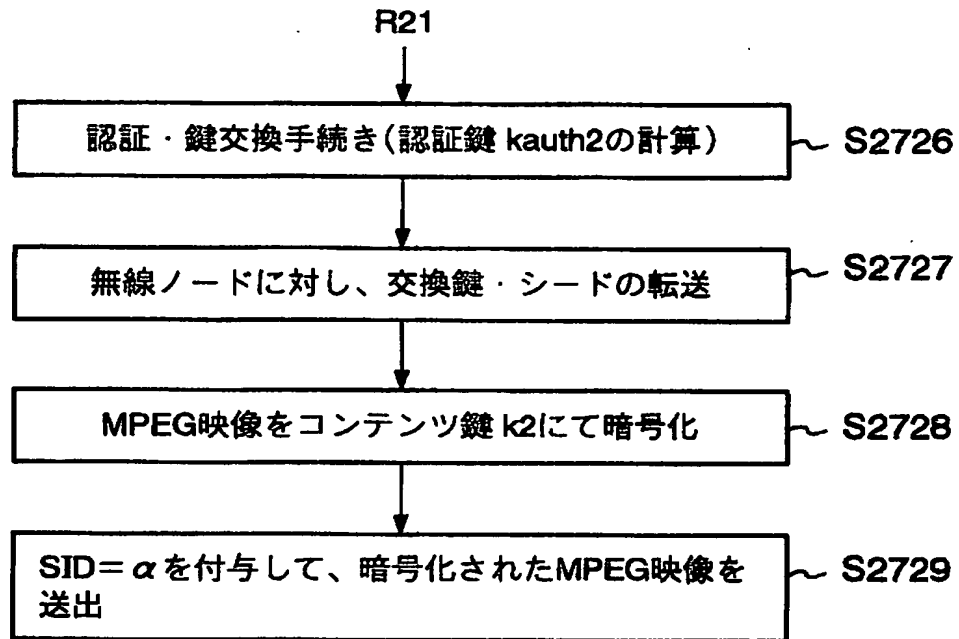 R21
認証・鍵交換手続き(認証鍵 kauth2の計算)
S2726
無線ノードに対し、交換鍵・シードの転送
S2727
MPEG映像をコンテンツ鍵 k2にて暗号化
S2728
SID=αを付与して、暗号化されたMPEG映像を
送出
S2729